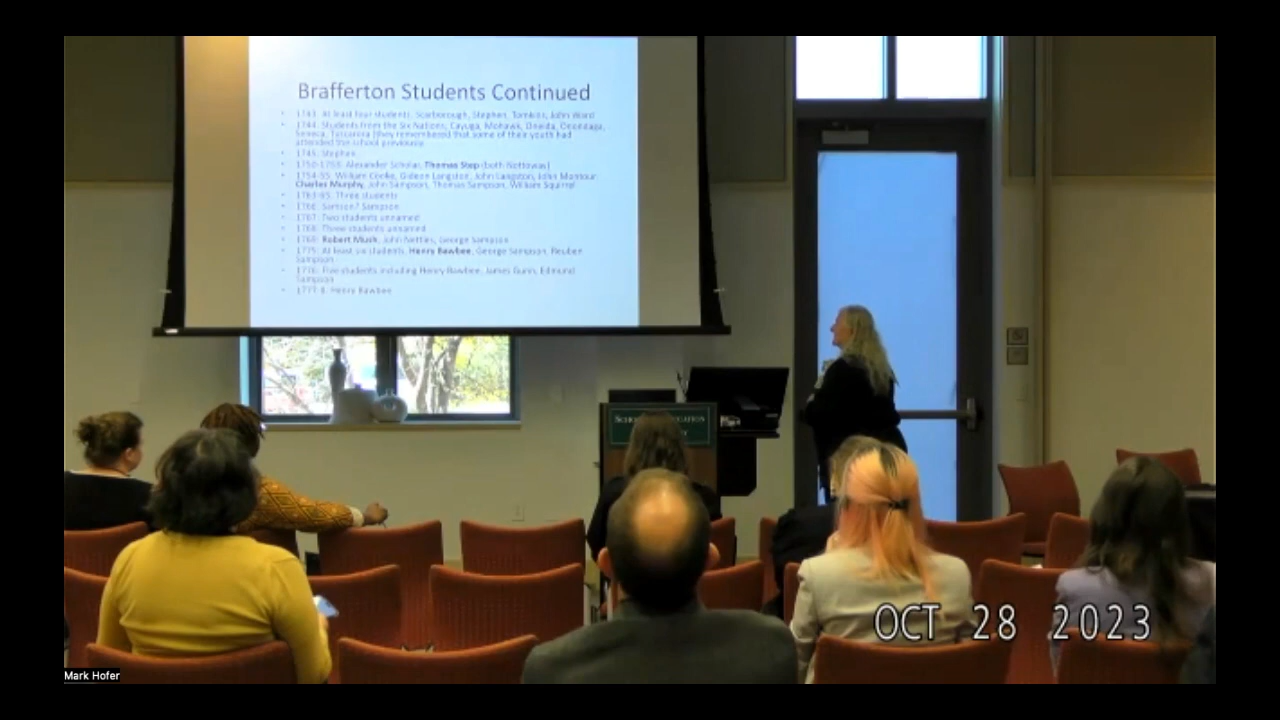 Brafferton Students Continued
• 1743: At least four students, Scarborough, Stephen, Tomkins, John Ward
• 1744: Students from the Six Nations, Cayuga, Mohawk, Oneida, Onondaga,
Seneca, Tuscarora (they remembered that some of their youth had
attended the school previously
• 1745: Stephen
• 1750-1753: Alexander Scholar, Thomas Step (both Nottoway)
• 1754-55: William Cooke, Gideon Langston, John Langston, John Montour,
Charles Murphy, John Sampson, Thomas Sampson, William Squirrel
• 1763-65: Three students
• 1766: Samson? Sampson
• 1767: Two students unnamed
• 1768: Three students unnamed
• 1769: Robert Mush, John Nettles, George Sampson
• 1775: At least six students, Henry Bawbee, George Sampson, Reuben
Sampson
• 1776: Five students including Henry Bawbee, James Gunn, Edmund
Sampson
• 1777-8: Henry Bawbee
OCT 28 2023
Mark Hofer